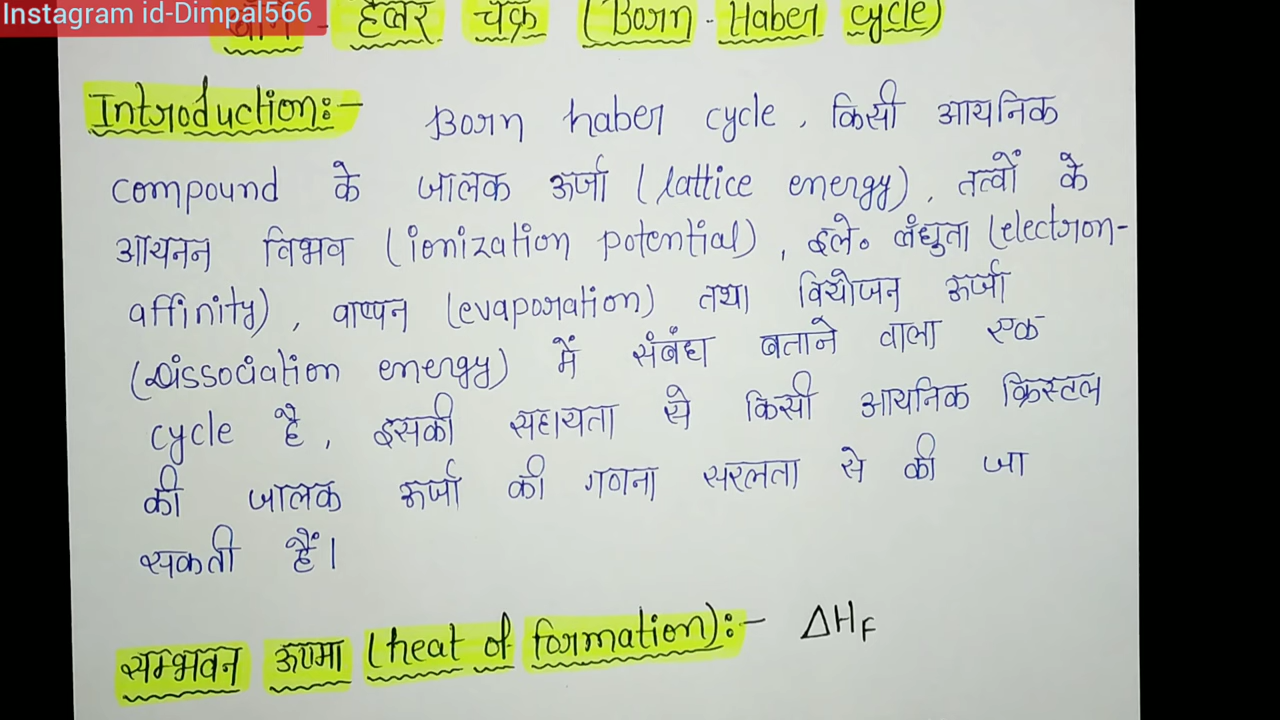 Instagram id-Dimpal566
बॉर्न - हैबर चक्र (Born - Haber cycle)
Introduction:-
Born haber cycle, किसी आयनिक
compound के जालक ऊर्जा (lattice energy), तत्वों के
आयनन विभव (ionization potential), इले० बंधुता (electron-
affinity), वाष्पन (evaporation) तथा वियोजन ऊर्जा
(Dissociation energy) में संबंध बताने वाला एक
cycle है, इसकी सहायता से किसी आयनिक क्रिस्टल
की जालक ऊर्जा की गणना सरलता से की जा
सकती हैं।
सम्भवन ऊष्मा (heat of formation):- ΔHF